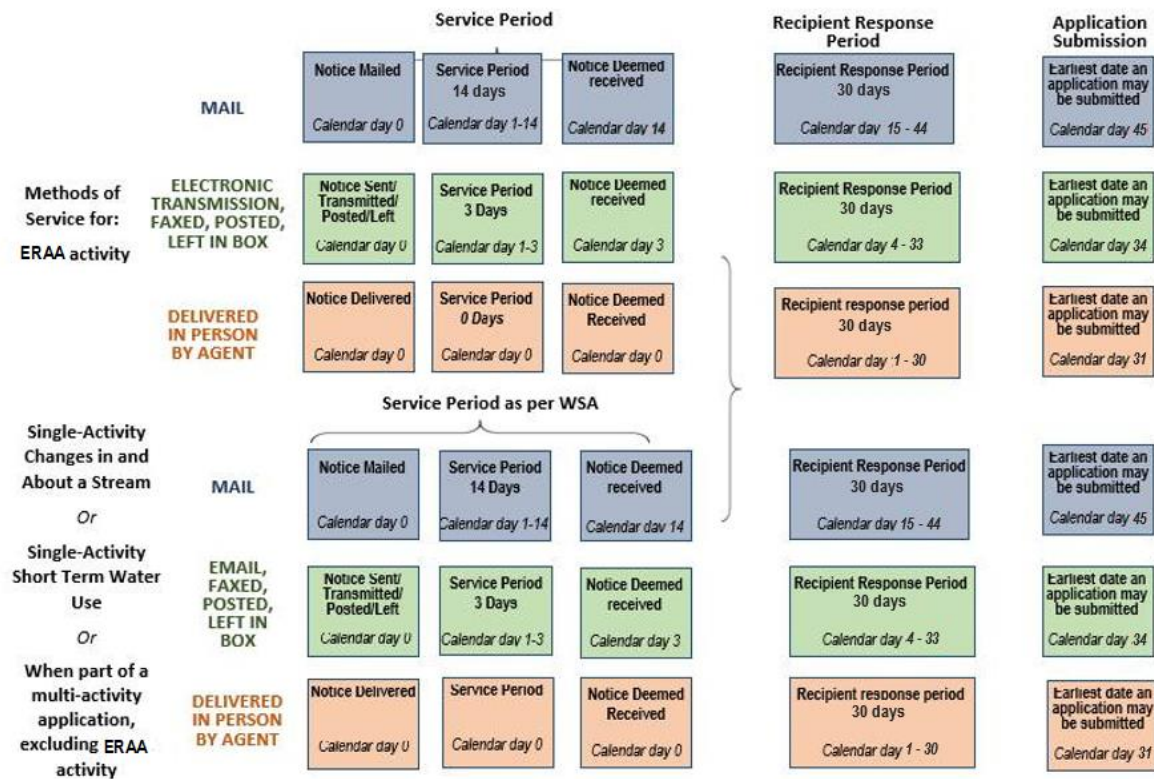 Service Period
Recipient Response
Period
Application
Submission
MAIL
Notice Mailed
Calendar day 0
Service Period
14 days
Calendar day 1-14
Notice Deemed
received
Calendar day 14
Recipient Response Period
30 days
Calendar day 15 - 44
Earliest date an
application may
be submitted
Calendar day 45
Methods of
Service for:
ERAA activity
ELECTRONIC
TRANSMISSION,
FAXED, POSTED,
LEFT IN BOX
Notice Sent/
Transmitted/
Posted/Left
Calendar day 0
Service Period
3 Days
Calendar day 1-3
Notice Deemed
received
Calendar day 3
Recipient Response Period
30 days
Calendar day 4 - 33
Earliest date an
application may
be submitted
Calendar day 34
DELIVERED
IN PERSON
BY AGENT
Notice Delivered
Calendar day 0
Service Period
0 Days
Calendar day 0
Notice Deemed
Received
Calendar day 0
Recipient response period
30 days
Calendar day 1 - 30
Earliest date an
application may
be submitted
Calendar day 31
Service Period as per WSA
Single-Activity
Changes in and
About a Stream
Or
Single-Activity
Short Term Water
Use
Or
When part of a
multi-activity
application,
excluding ERAA
activity
MAIL
Notice Mailed
Calendar day 0
Service Period
14 Days
Calendar day 1-14
Notice Deemed
received
Calendar day 14
Recipient Response Period
30 days
Calendar day 15 - 44
Earliest date an
application may
be submitted
Calendar day 45
EMAIL,
FAXED,
POSTED,
LEFT IN
BOX
Notice Sent/
Transmitted/
Posted/Left
Calendar day 0
Service Period
3 Days
Calendar day 1-3
Notice Deemed
received
Calendar day 3
Recipient Response Period
30 days
Calendar day 4 - 33
Earliest date an
application may
be submitted
Calendar day 34
DELIVERED
IN PERSON
BY AGENT
Notice Delivered
Calendar day 0
Service Period
Calendar day 0
Notice Deemed
Received
Calendar day 0
Recipient response period
30 days
Calendar day 1 - 30
Earliest date an
application may
be submitted
Calendar day 31